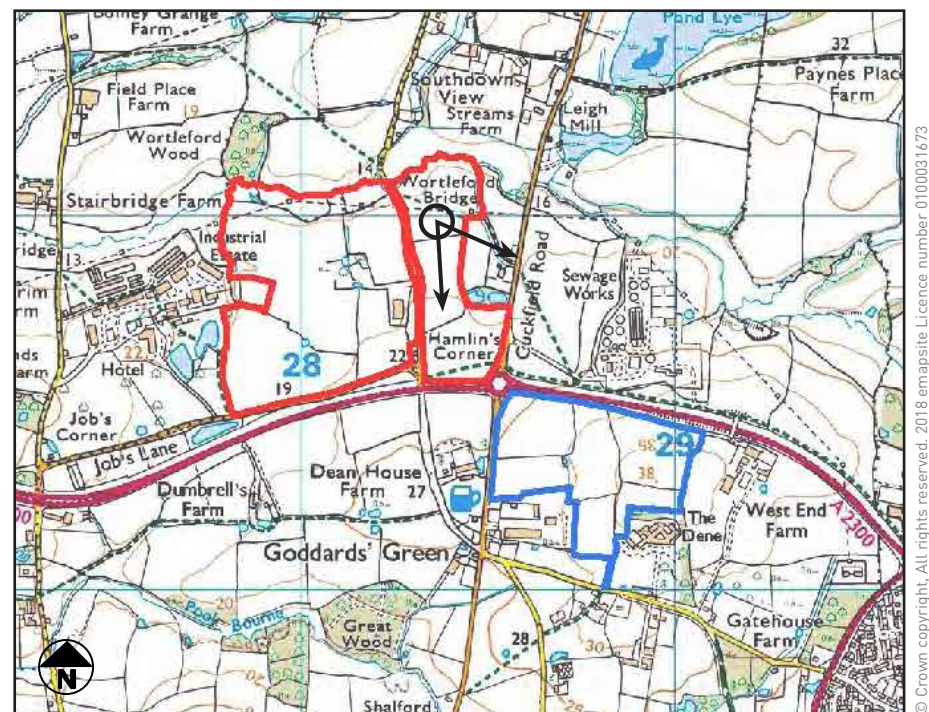 Bolney Grange
Farm
Pond Lye
32
Field Place
Farm
19
Southdown
View
Streams
Farm
Leigh
Mill
Paynes Place
Farm
Wortleford
Wood
14
Wortleford
Bridge
Stairbridge Farm
16
Industrial
Estate
13
Cuckfield Road
Sewage
Works
Hamlin's
Corner
22
Hotel
22
28
19
Job's
Corner
Job's Lane
29
38
Dean House
Farm 27
Dumbrell's
Farm
The
Dene
West End
Farm
A 2300
Goddards' Green
Pook Bourne
20
Great
Wood
28
30
Gatehouse
Farm
Shalford
N
© Crown copyright, All rights reserved. 2018 emapsite Licence number 0100031673